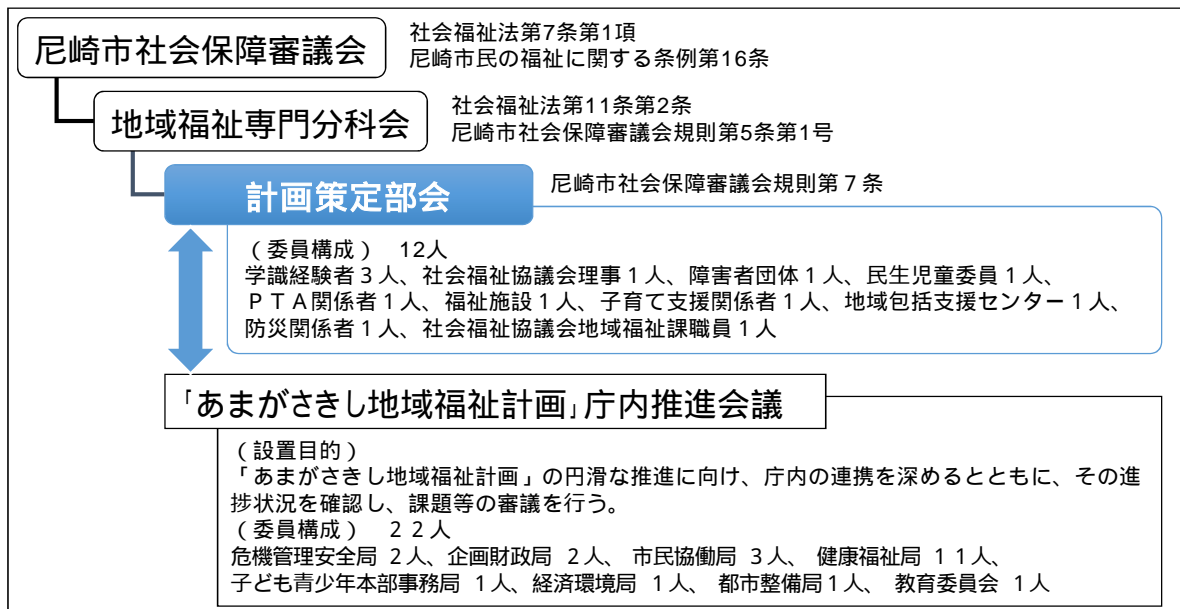 尼崎市社会保障審議会
社会福祉法第7条第1項
尼崎市民の福祉に関する条例第16条
地域福祉専門分科会
社会福祉法第11条第2条
尼崎市社会保障審議会規則第5条第1号
計画策定部会
尼崎市社会保障審議会規則第７条
（委員構成）　12人
学識経験者３人、社会福祉協議会理事１人、障害者団体１人、民生児童委員１人、
ＰＴＡ関係者１人、福祉施設１人、子育て支援関係者１人、地域包括支援センター１人、
防災関係者１人、社会福祉協議会地域福祉課職員１人
「あまがさきし地域福祉計画」庁内推進会議
（設置目的）
「あまがさきし地域福祉計画」の円滑な推進に向け、庁内の連携を深めるとともに、その進
捗状況を確認し、課題等の審議を行う。
（委員構成）　２２人
危機管理安全局 2人、企画財政局 2人、 市民協働局 3人、 健康福祉局 １１人、
子ども青少年本部事務局 1人、経済環境局 1人、 都市整備局1人、 教育委員会 1人